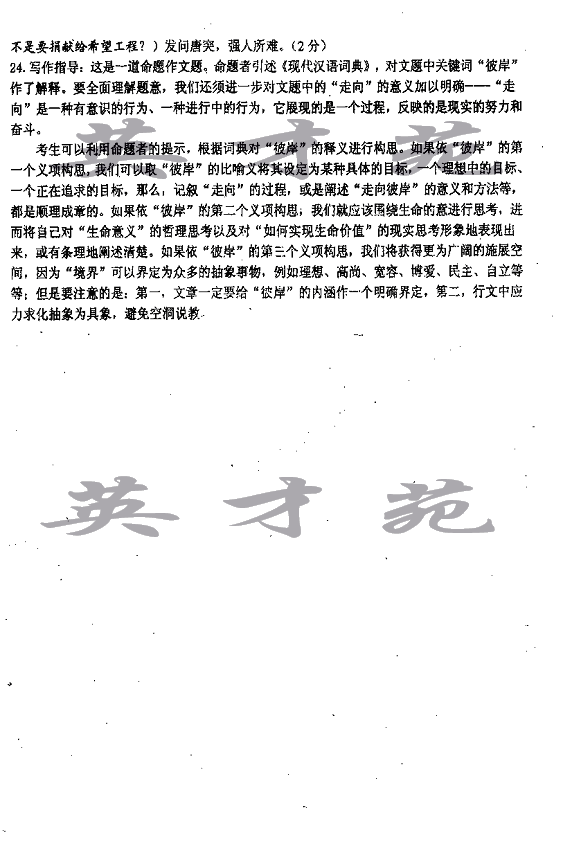 不是要捐献给希望工程?)发问唐突，强人所难。(2 分)
24. 写作指导：这是一道命题作文题。命题者引述《现代汉语词典》，对文题中关键词“彼岸”
作了解释。要全面理解题意，我们还须进一步对文题中的“走向”的意义加以明确——“走
向”是一种有意识的行为、一种进行中的行为，它展现的是一个过程，反映的是现实的努力和
奋斗。
考生可以利用命题者的提示，根据词典对“彼岸”的释义进行构思。如果依“彼岸”的第
一个义项构思，我们可以取“彼岸”的比喻义将其设定为某种具体的目标，一个理想中的目标、
一个正在追求的目标，那么，记叙“走向”的过程，或是阐述“走向彼岸”的意义和方法等，
都是顺理成章的。如果依“彼岸”的第二个义项构思，我们就应该围绕生命的意进行思考，进
而将自己对“生命意义”的哲理思考以及对“如何实现生命价值”的现实思考形象地表现出
来，或有条理地阐述清楚。如果依“彼岸”的第三个义项构思，我们将获得更为广阔的施展空
间，因为“境界”可以界定为众多的抽象事物，例如理想、高尚、宽容、博爱、民主、自立等
等；但是要注意的是：第一，文章一定要给“彼岸”的内涵作一个明确界定，第二，行文中应
力求化抽象为具象，避免空洞说教。
英才苑
英才苑